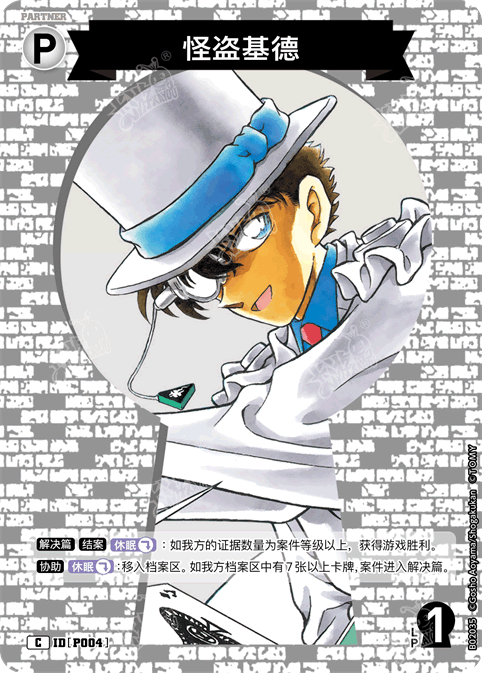 PARTNER
P
怪盗基德
解决篇 结案 休眠 ：如我方的证据数量为案件等级以上，获得游戏胜利。
协助 休眠 ：移入档案区。如我方档案区中有7张以上卡牌，案件进入解决篇。
C ID[P004]
LP 1
B02035 ©Gosho Aoyama/Shogakukan ©TOMY